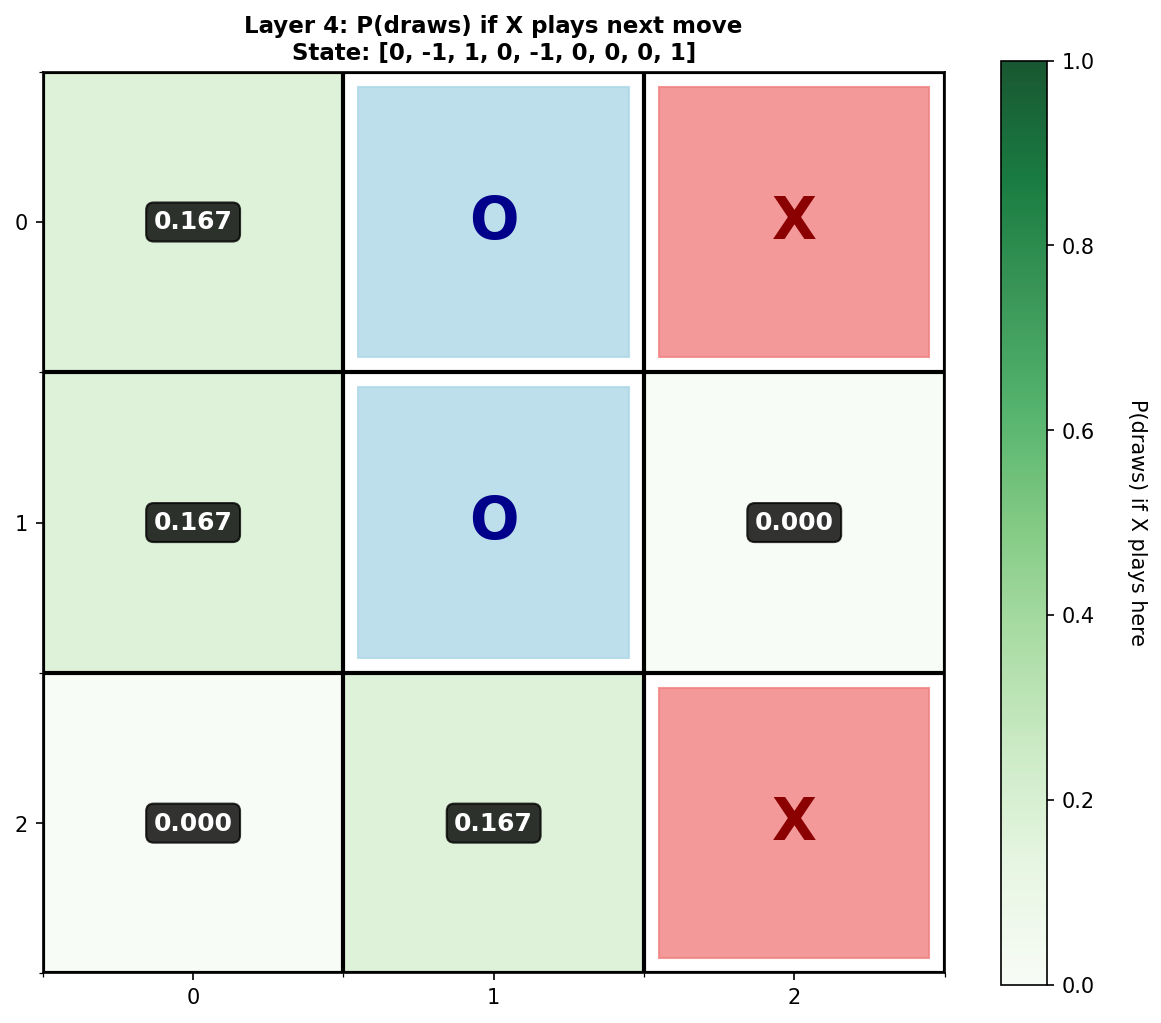 Layer 4: P(draws) if X plays next move
State: [0, -1, 1, 0, -1, 0, 0, 0, 1]
0
0.167
O
X
1
0.167
O
0.000
2
0.000
0.167
X
0
1
2
1.0
0.8
0.6
0.4
0.2
0.0
P(draws) if X plays here